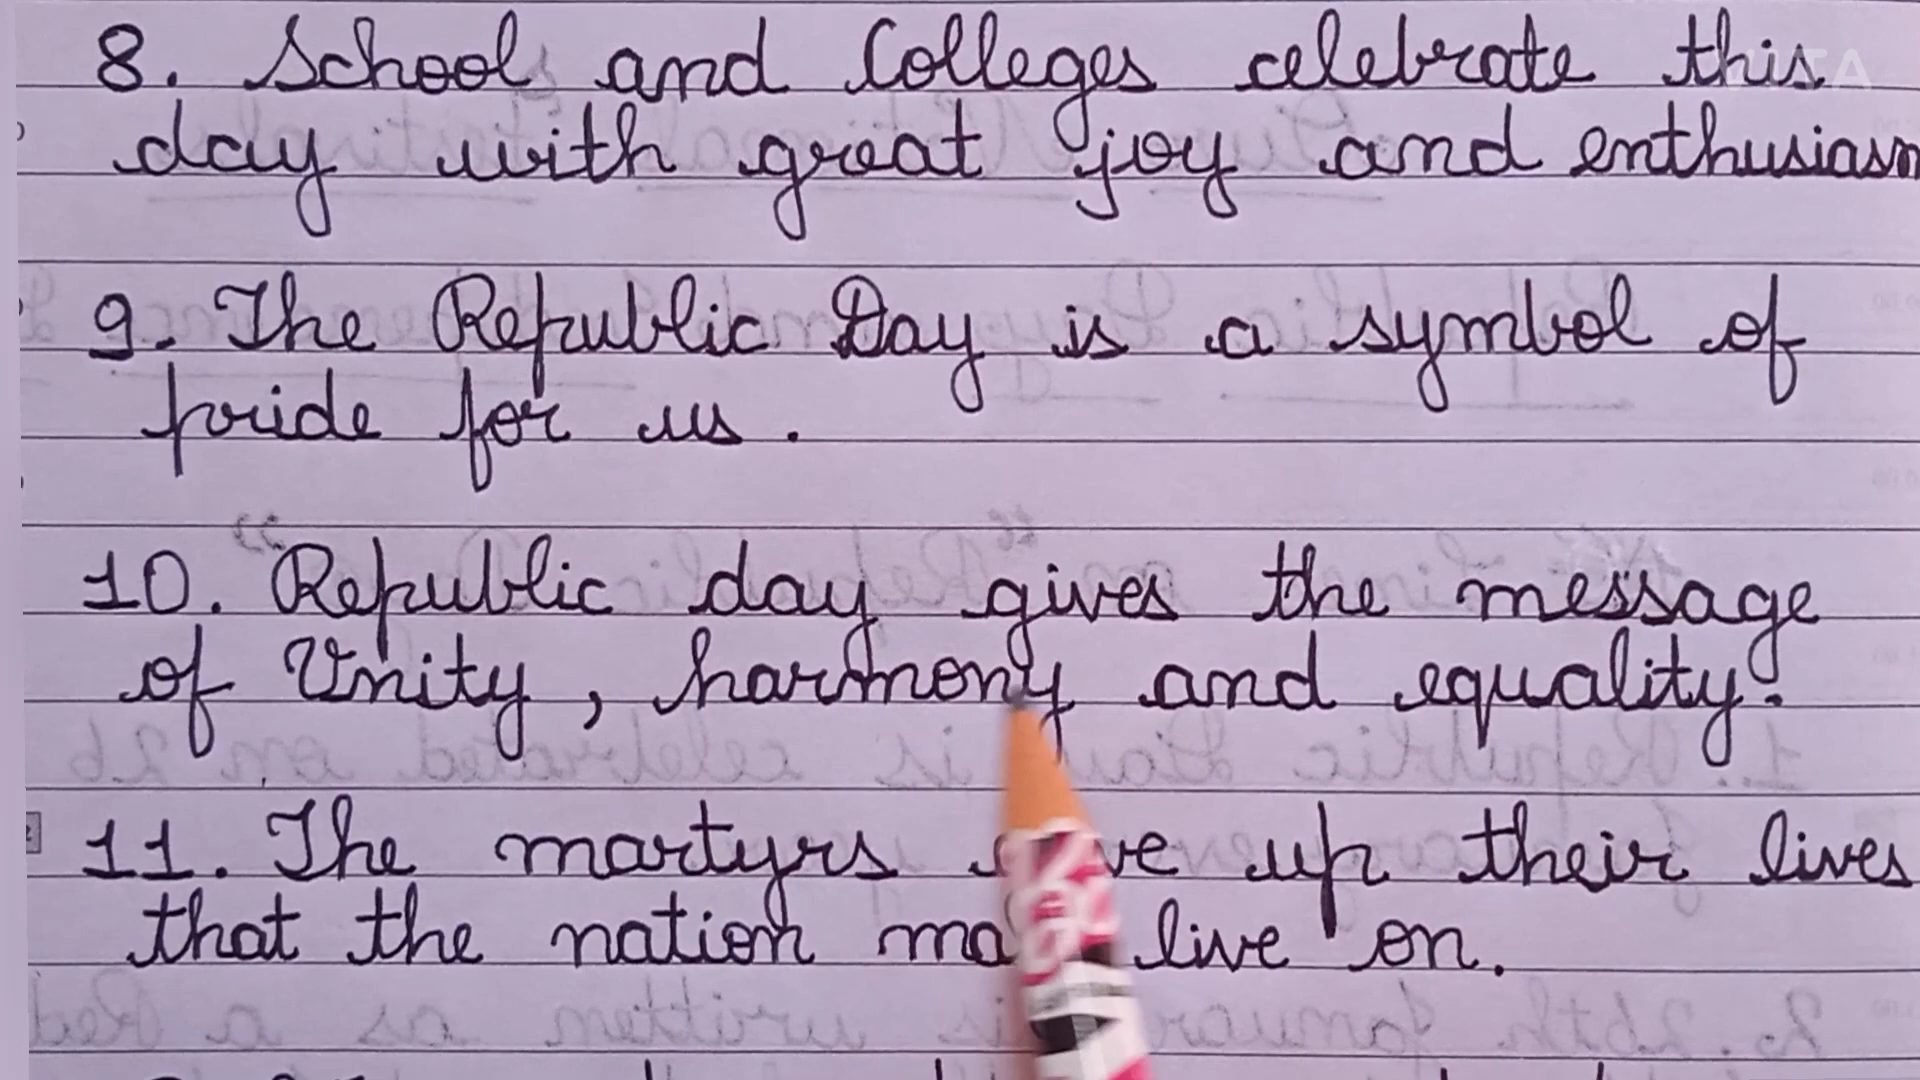 8. School and Colleges celebrate this
day with great joy and enthusiasm
9. The Republic Day is a symbol of
pride for us.
10. Republic day gives the message
of Unity, harmony and equality.
11. The martyrs up their lives
that the nation live on.